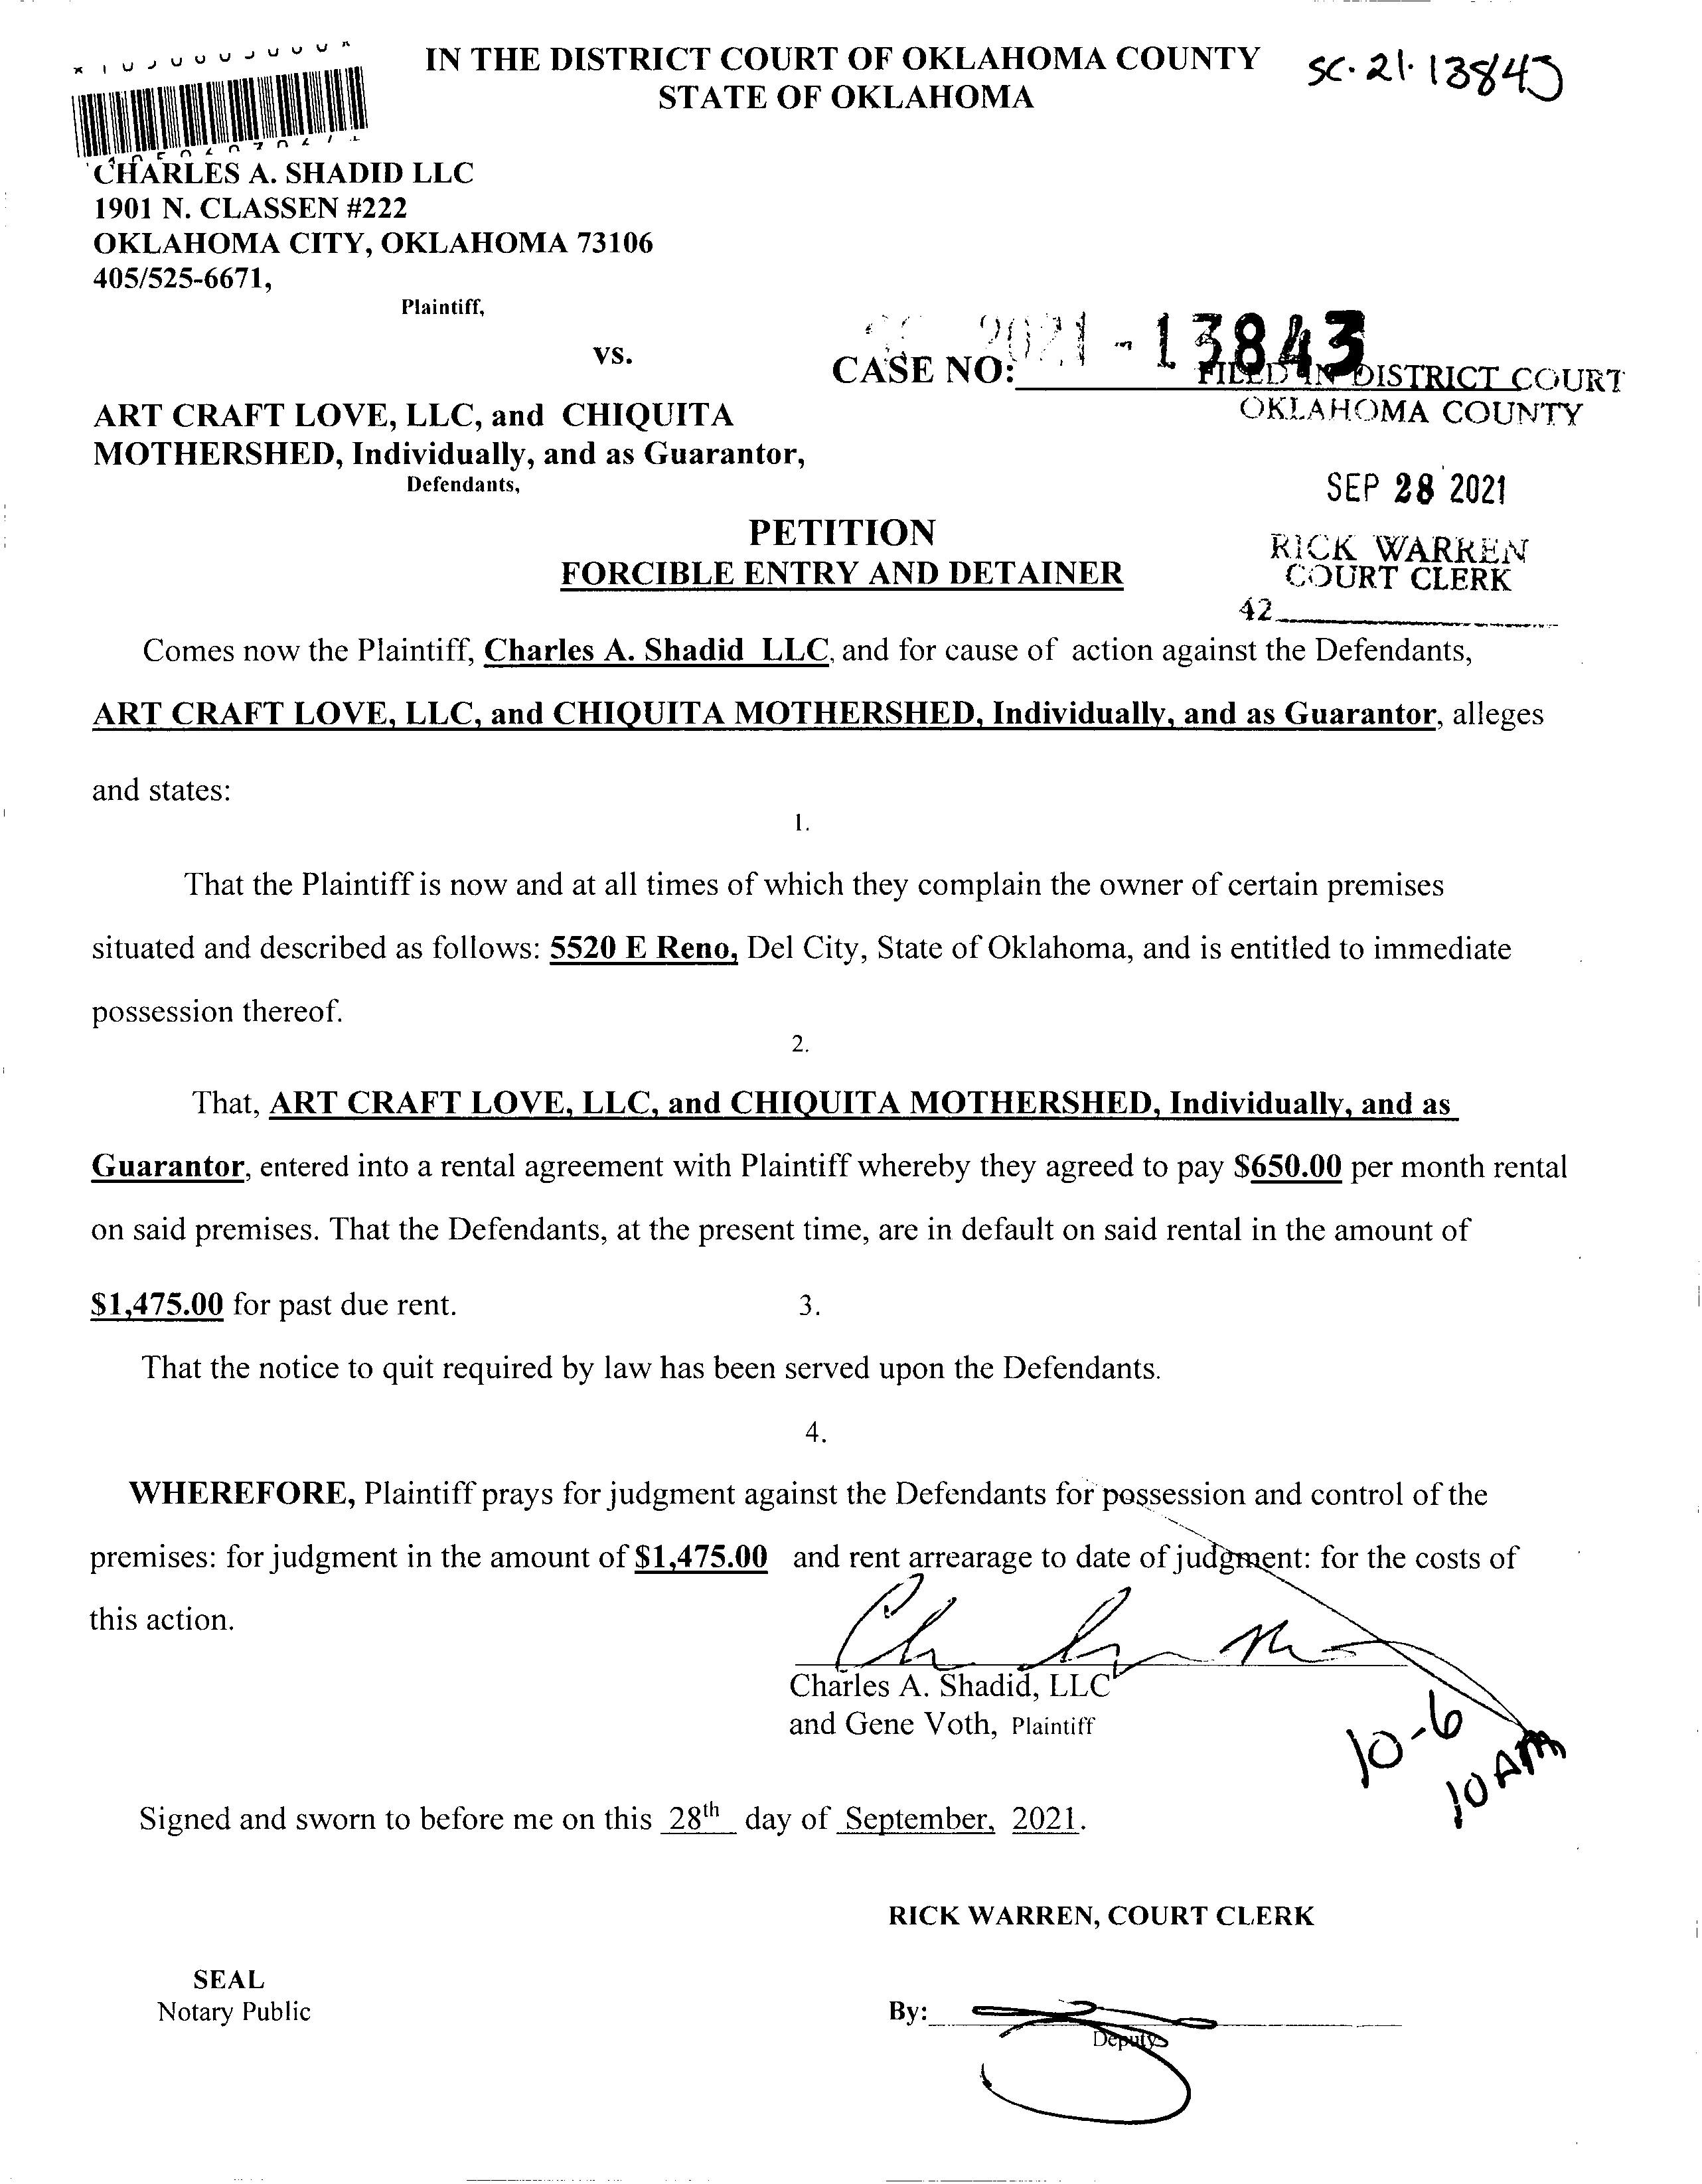 IN THE DISTRICT COURT OF OKLAHOMA COUNTY
STATE OF OKLAHOMA
SC-21-13843
CHARLES A. SHADID LLC
1901 N. CLASSEN #222
OKLAHOMA CITY, OKLAHOMA 73106
405/525-6671,
Plaintiff,
vs.
CASE NO: 2021-13843
FILED IN DISTRICT COURT
OKLAHOMA COUNTY
ART CRAFT LOVE, LLC, and CHIQUITA
MOTHERSHED, Individually, and as Guarantor,
Defendants,
SEP 28 2021
RICK WARREN
COURT CLERK
42
PETITION
FORCIBLE ENTRY AND DETAINER
Comes now the Plaintiff, Charles A. Shadid LLC, and for cause of action against the Defendants,
ART CRAFT LOVE, LLC, and CHIQUITA MOTHERSHED, Individually, and as Guarantor, alleges
and states:
1.
That the Plaintiff is now and at all times of which they complain the owner of certain premises
situated and described as follows: 5520 E Reno, Del City, State of Oklahoma, and is entitled to immediate
possession thereof.
2.
That, ART CRAFT LOVE, LLC, and CHIQUITA MOTHERSHED, Individually, and as
Guarantor, entered into a rental agreement with Plaintiff whereby they agreed to pay $650.00 per month rental
on said premises. That the Defendants, at the present time, are in default on said rental in the amount of
$1,475.00 for past due rent.
3.
That the notice to quit required by law has been served upon the Defendants.
4.
WHEREFORE, Plaintiff prays for judgment against the Defendants for possession and control of the
premises: for judgment in the amount of $1,475.00 and rent arrearage to date of judgment: for the costs of
this action.
Charles A. Shadid, LLC
and Gene Voth, Plaintiff
10-6
10 AM
Signed and sworn to before me on this 28th day of September, 2021.
RICK WARREN, COURT CLERK
SEAL
Notary Public
By:
Deputy